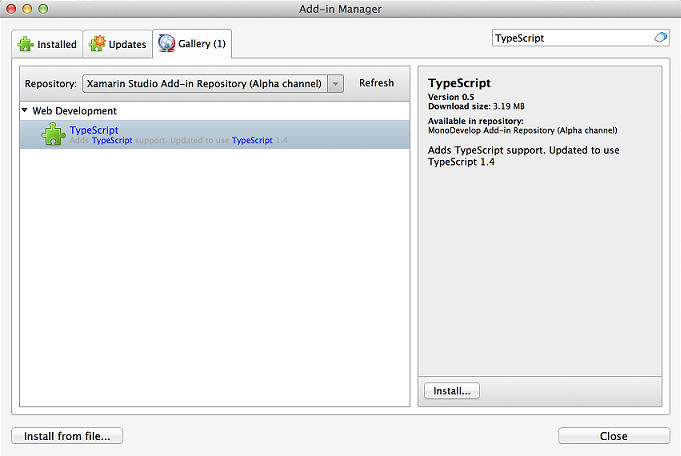 Add-in Manager
Installed
Updates
Gallery (1)
TypeScript
Repository:
Xamarin Studio Add-in Repository (Alpha channel)
Refresh
Web Development
TypeScript
Adds TypeScript support. Updated to use TypeScript 1.4
TypeScript
Version 0.5
Download size: 3.19 MB
Available in repository:
MonoDevelop Add-in Repository (Alpha channel)
Adds TypeScript support. Updated to use
TypeScript 1.4
Install...
Install from file...
Close